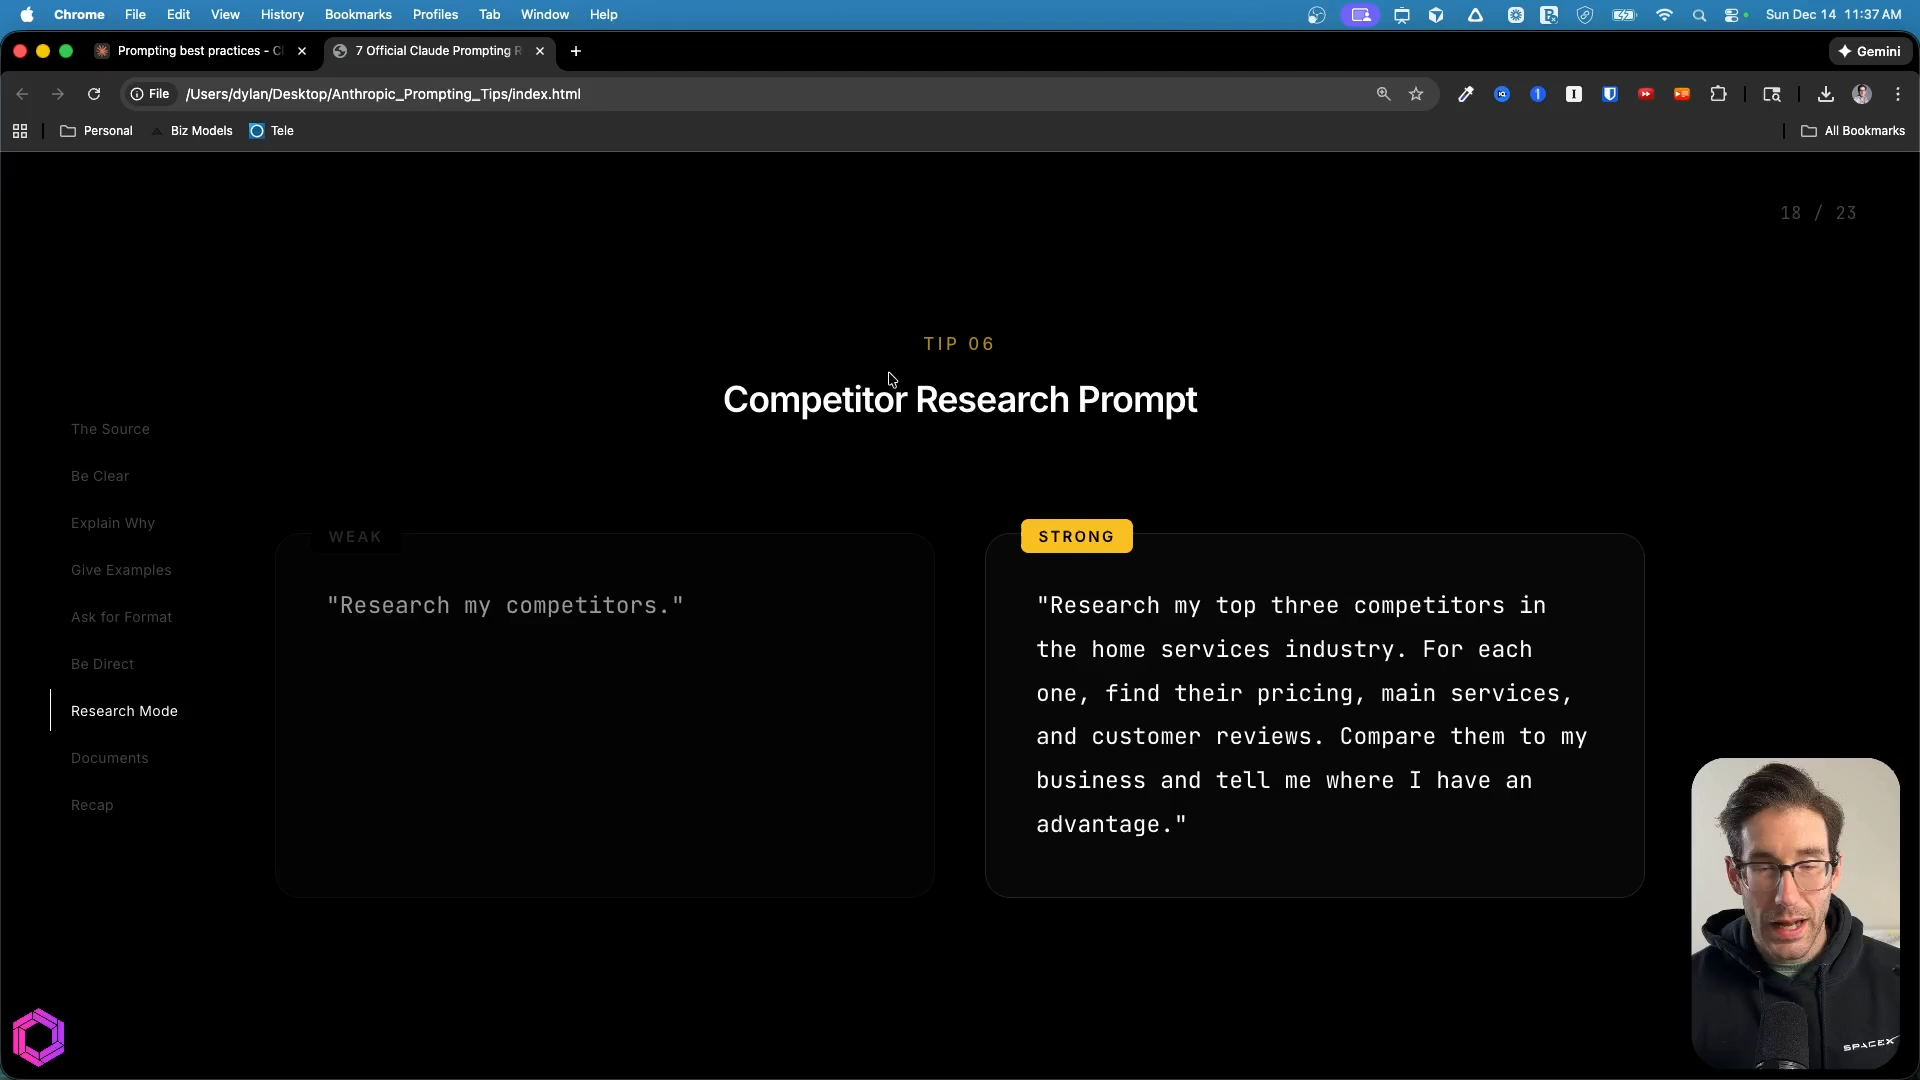 Chrome File Edit View History Bookmarks Profiles Tab Window Help
Sun Dec 14 11:37 AM
Prompting best practices - Cl
7 Official Claude Prompting R
Gemini
File /Users/dylan/Desktop/Anthropic_Prompting_Tips/index.html
Personal Biz Models Tele
All Bookmarks
18 / 23
TIP 06
Competitor Research Prompt
The Source
Be Clear
Explain Why
Give Examples
Ask for Format
Be Direct
Research Mode
Documents
Recap
WEAK
"Research my competitors."
STRONG
"Research my top three competitors in
the home services industry. For each
one, find their pricing, main services,
and customer reviews. Compare them to my
business and tell me where I have an
advantage."
SPACEX